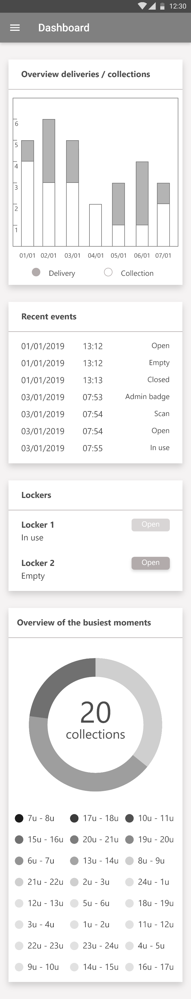 12:30
Dashboard
Overview deliveries / collections
6
5
4
3
2
1
01/01 02/01 03/01 04/01 05/01 06/01 07/01
Delivery Collection
Recent events
01/01/2019 13:12 Open
01/01/2019 13:12 Empty
01/01/2019 13:13 Closed
03/01/2019 07:53 Admin badge
03/01/2019 07:54 Scan
03/01/2019 07:54 Open
03/01/2019 07:55 In use
Lockers
Locker 1 Open
In use
Locker 2 Open
Empty
Overview of the busiest moments
20
collections
7u - 8u 17u - 18u 10u - 11u
15u - 16u 20u - 21u 19u - 20u
6u - 7u 13u - 14u 8u - 9u
21u - 22u 2u - 3u 24u - 1u
12u - 13u 5u - 6u 18u - 19u
3u - 4u 1u - 2u 11u - 12u
22u - 23u 23u - 24u 4u - 5u
9u - 10u 14u - 15u 16u - 17u